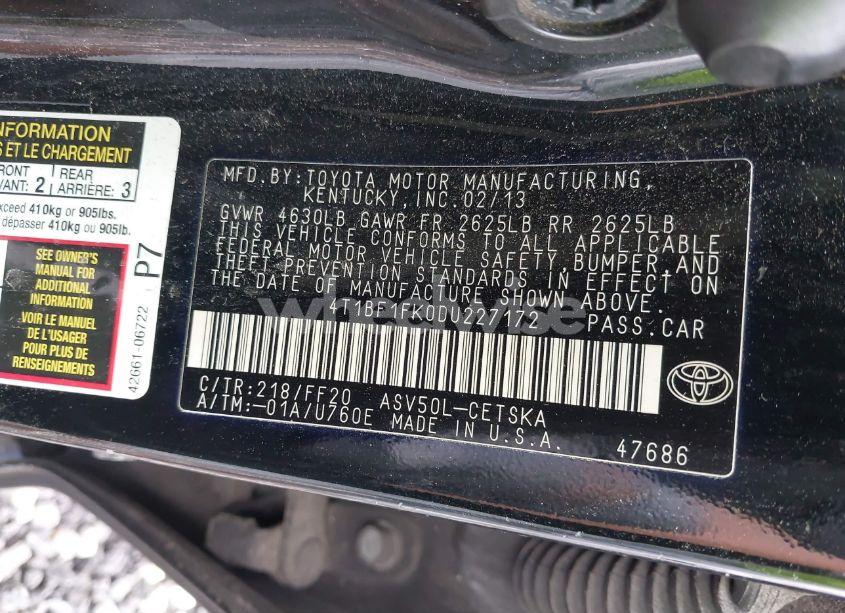 NFORMATION
S ET LE CHARGEMENT
FRONT
VANT: 2
REAR
ARRIÈRE: 3
xceed 410kg or 905lbs.
dépasser 410kg ou 905lb.
SEE OWNER'S
MANUAL FOR
ADDITIONAL
INFORMATION
VOIR LE MANUEL
DE L'USAGER
POUR PLUS DE
RENSEIGNEMENTS
P7
42661-06722
MFD.BY:TOYOTA MOTOR MANUFACTURING,
KENTUCKY,INC.02/13
GVWR 4630LB GAWR FR 2625LB RR 2625LB
THIS VEHICLE CONFORMS TO ALL APPLICABLE
FEDERAL MOTOR VEHICLE SAFETY,BUMPER,AND
THEFT PREVENTION STANDARDS IN EFFECT ON
THE DATE OF MANUFACTURE SHOWN ABOVE.
4T1BF1FK0DU227172 PASS.CAR
wheelwise
C/TR:218/FF20 ASV50L-CETSKA
A/TM:-01A/U760E MADE IN U.S.A.
47686